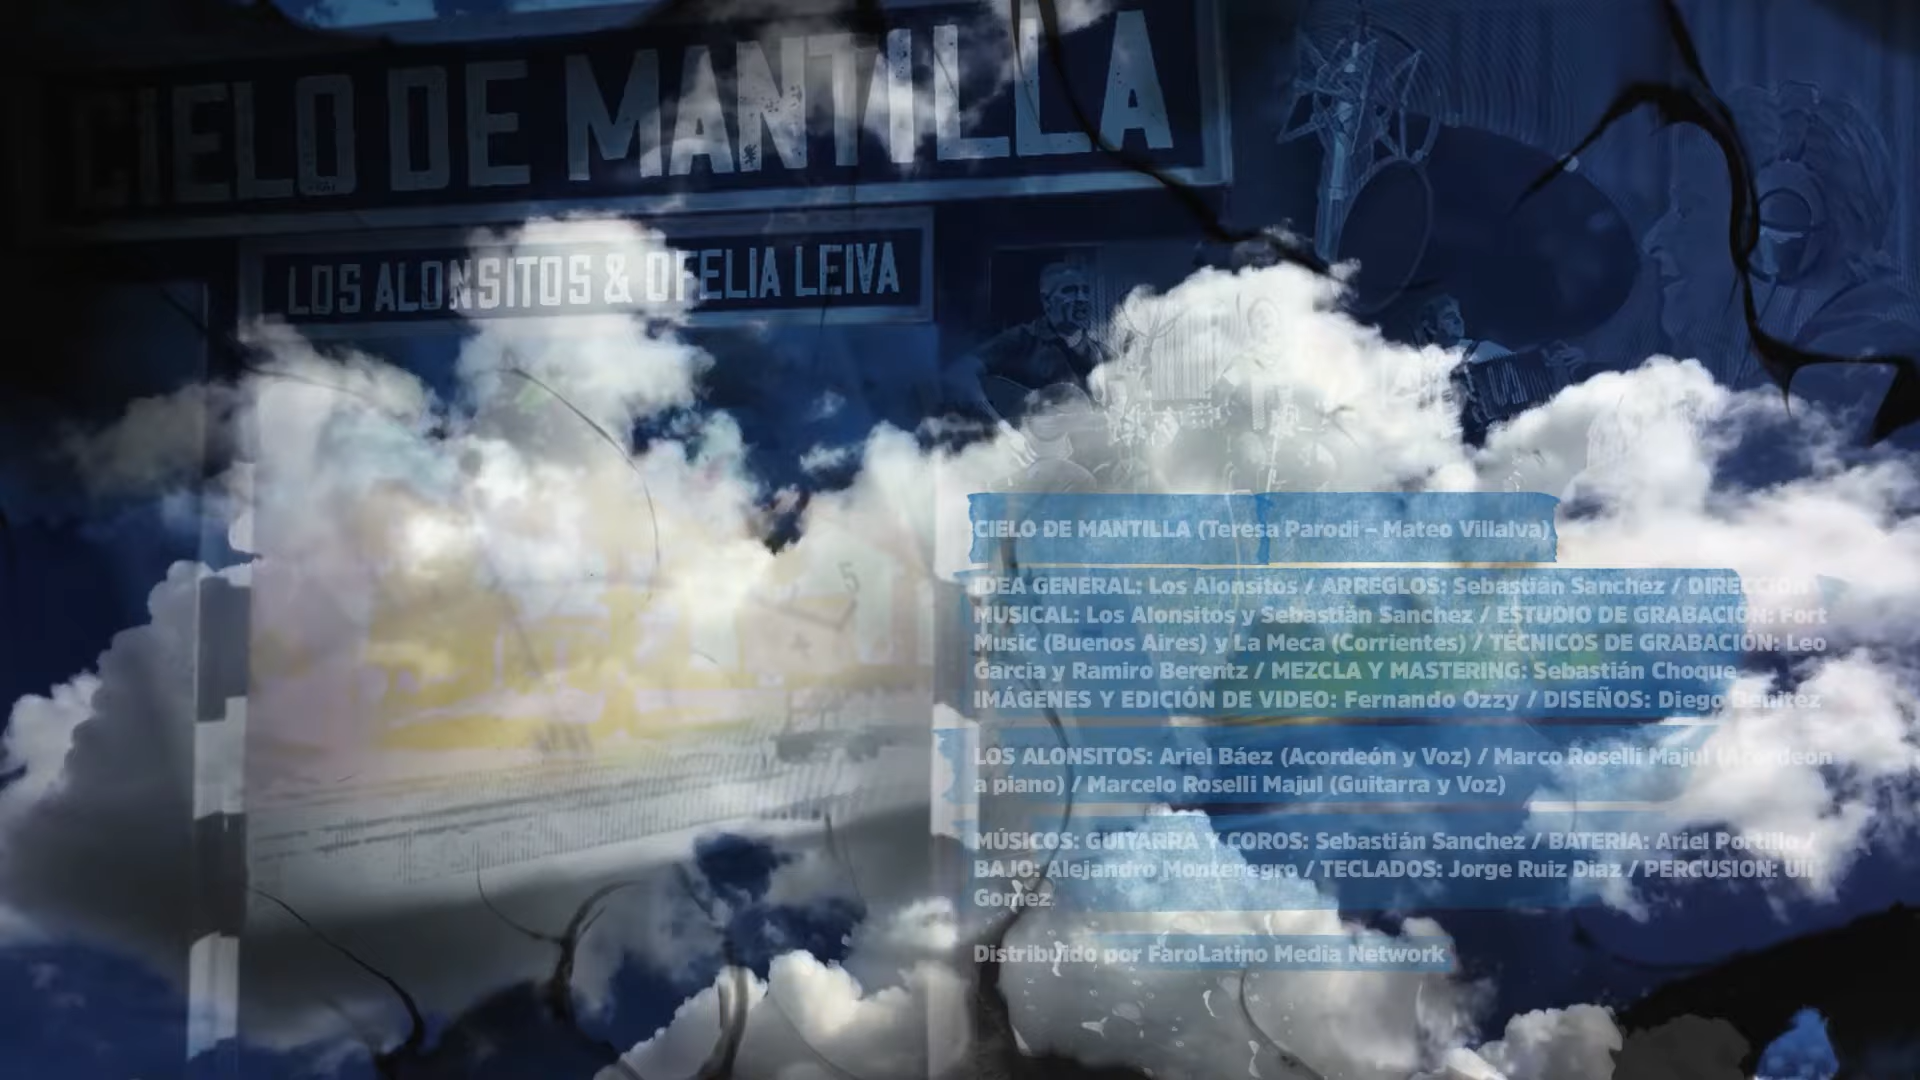 CIELO DE MANTILLA
LOS ALONSITOS & OFELIA LEIVA
CIELO DE MANTILLA (Teresa Parodi – Mateo Villalva)
IDEA GENERAL: Los Alonsitos / ARREGLOS: Sebastián Sanchez / DIRECCIÓN
MUSICAL: Los Alonsitos y Sebastián Sanchez / ESTUDIO DE GRABACIÓN: Fort
Music (Buenos Aires) y La Meca (Corrientes) / TÉCNICOS DE GRABACIÓN: Leo
Garcia y Ramiro Berentz / MEZCLA Y MASTERING: Sebastián Choque
IMÁGENES Y EDICIÓN DE VIDEO: Fernando Ozzy / DISEÑOS: Diego Benitez
LOS ALONSITOS: Ariel Báez (Acordeón y Voz) / Marco Roselli Majul (Acordeon
a piano) / Marcelo Roselli Majul (Guitarra y Voz)
MÚSICOS: GUITARRA Y COROS: Sebastián Sanchez / BATERIA: Ariel Portillo /
BAJO: Alejandro Montenegro / TECLADOS: Jorge Ruiz Diaz / PERCUSION: Uli
Gomez
Distribuido por FaroLatino Media Network